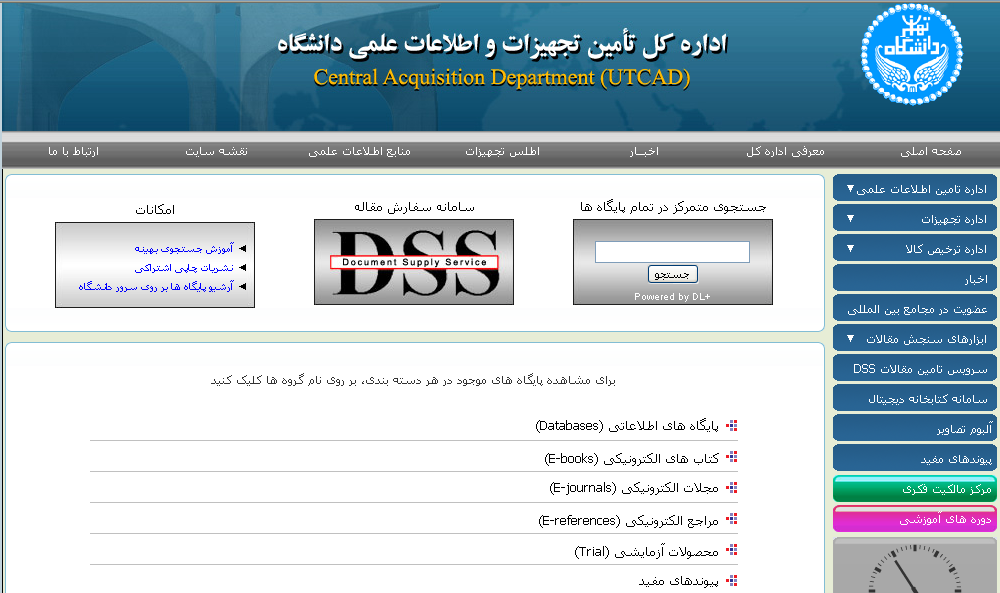 اداره کل تأمین تجهیزات و اطلاعات علمی دانشگاه
Central Acquisition Department (UTCAD)
دانشگاه تهران
صفحه اصلی
معرفی اداره کل
اخبـار
اطلس تجهیزات
منابع اطلاعات علمی
نقشه سایت
ارتباط با ما
اداره تامین اطلاعات علمی ▼
اداره تجهیزات ▼
اداره ترخیص کالا ▼
اخبار
عضویت در مجامع بین المللی
ابزارهای سنجش مقالات ▼
سرویس تامین مقالات DSS
سامانه کتابخانه دیجیتال
آلبوم تصاویر
پیوندهای مفید
مرکز مالکیت فکری
دوره های آموزشی
جستجوی متمرکز در تمام پایگاه ها
جستجو
Powered by DL+
سامانه سفارش مقاله
DSS
Document Supply Service
امکانات
◄ آموزش جستجوی بهینه
◄ نشریات چاپی اشتراکی
◄ آرشیو پایگاه ها بر روی سرور دانشگاه
برای مشاهده پایگاه های موجود در هر دسته بندی، بر روی نام گروه ها کلیک کنید
پایگاه های اطلاعاتی (Databases)
کتاب های الکترونیکی (E-books)
مجلات الکترونیکی (E-journals)
مراجع الکترونیکی (E-references)
محصولات آزمایشی (Trial)
پیوندهای مفید